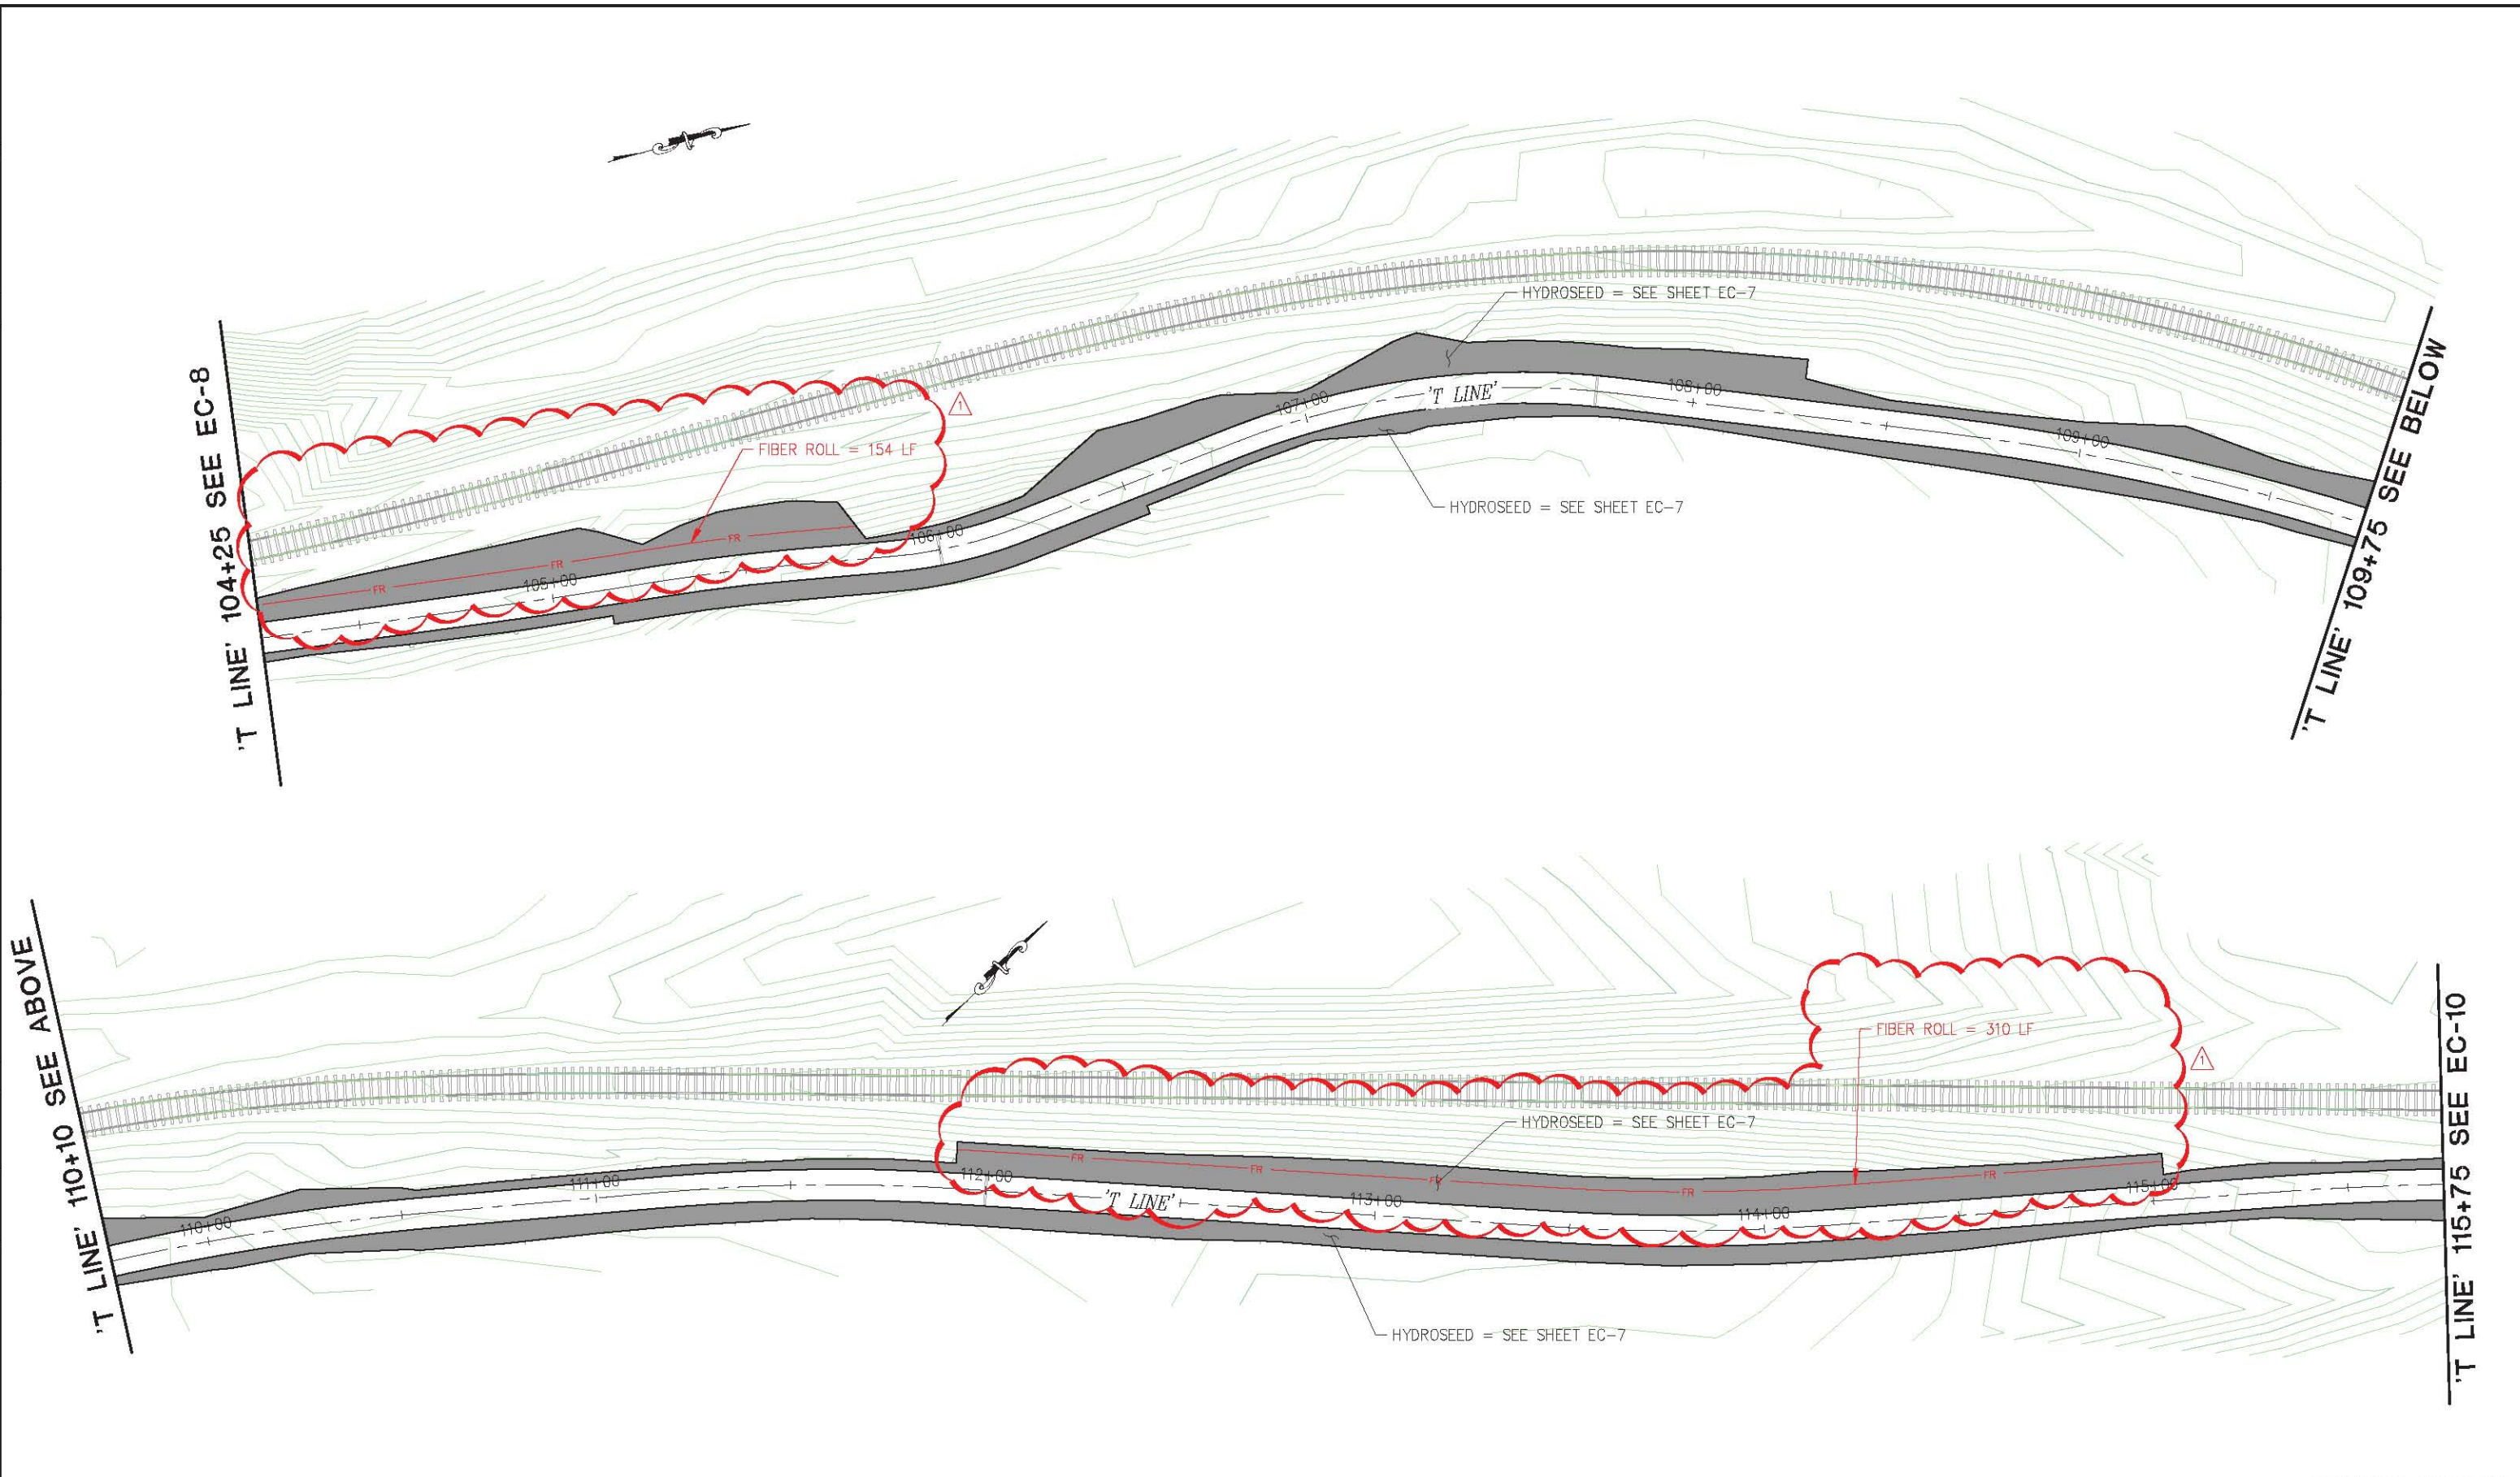 'T LINE' 104+25 SEE EC-8
FIBER ROLL = 154 LF
1
FR
FR
FR
105+00
106+00
107+00
'T LINE'
108+00
109+00
HYDROSEED = SEE SHEET EC-7
HYDROSEED = SEE SHEET EC-7
'T LINE' 109+75 SEE BELOW
'T LINE' 110+10 SEE ABOVE
110+00
111+00
112+00
'T LINE'
113+00
114+00
115+00
FR
FR
FR
FR
FR
HYDROSEED = SEE SHEET EC-7
FIBER ROLL = 310 LF
1
HYDROSEED = SEE SHEET EC-7
'T LINE' 115+75 SEE EC-10